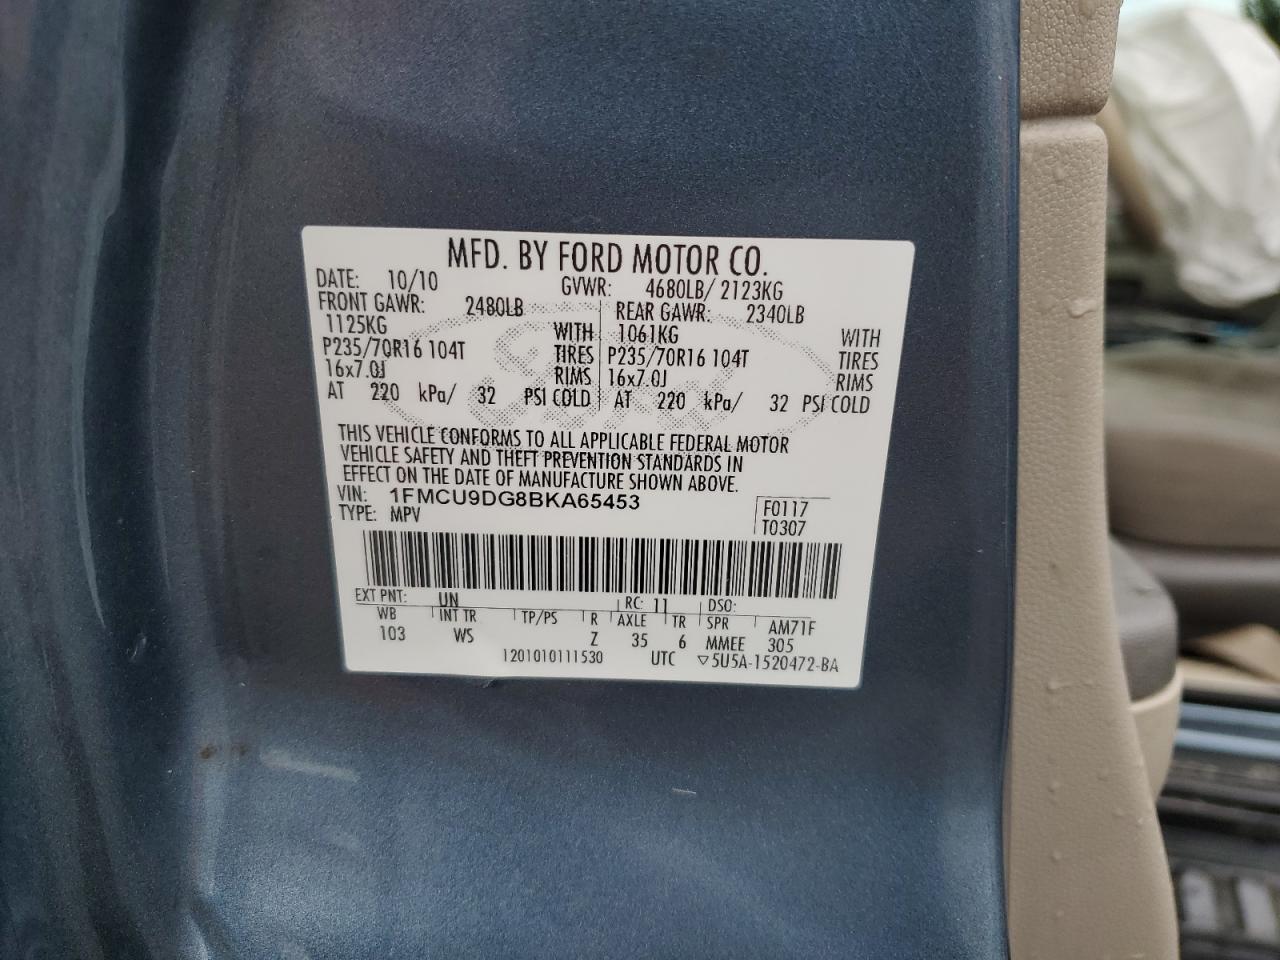 MFD. BY FORD MOTOR CO.
DATE: 10/10 GVWR: 4680LB/ 2123KG
FRONT GAWR: 2480LB REAR GAWR: 2340LB
1125KG WITH 1061KG WITH
P235/70R16 104T TIRES P235/70R16 104T TIRES
16x7.0J RIMS 16x7.0J RIMS
AT 220 kPa/ 32 PSI COLD AT 220 kPa/ 32 PSI COLD
THIS VEHICLE CONFORMS TO ALL APPLICABLE FEDERAL MOTOR
VEHICLE SAFETY AND THEFT PREVENTION STANDARDS IN
EFFECT ON THE DATE OF MANUFACTURE SHOWN ABOVE.
VIN: 1FMCU9DG8BKA65453 F0117
TYPE: MPV T0307
EXT PNT: UN RC: 11 DSO:
WB INT TR TP/PS R AXLE TR SPR AM71F
103 WS Z 35 6 MMEE 305
1201010111530 UTC ▽5U5A-1520472-BA